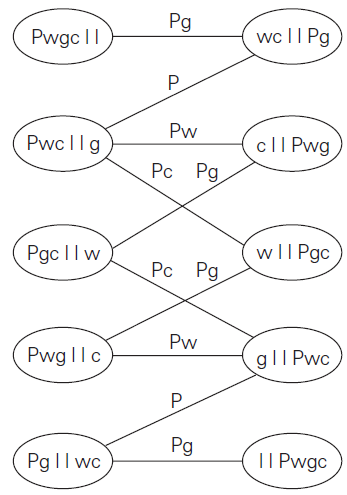 Pwgc I I Pg wc I I Pg
P
Pwc I I g Pw c I I Pwg
Pc Pg
Pgc I I w w I I Pgc
Pc Pg
Pwg I I c Pw g I I Pwc
P
Pg I I wc Pg I I Pwgc